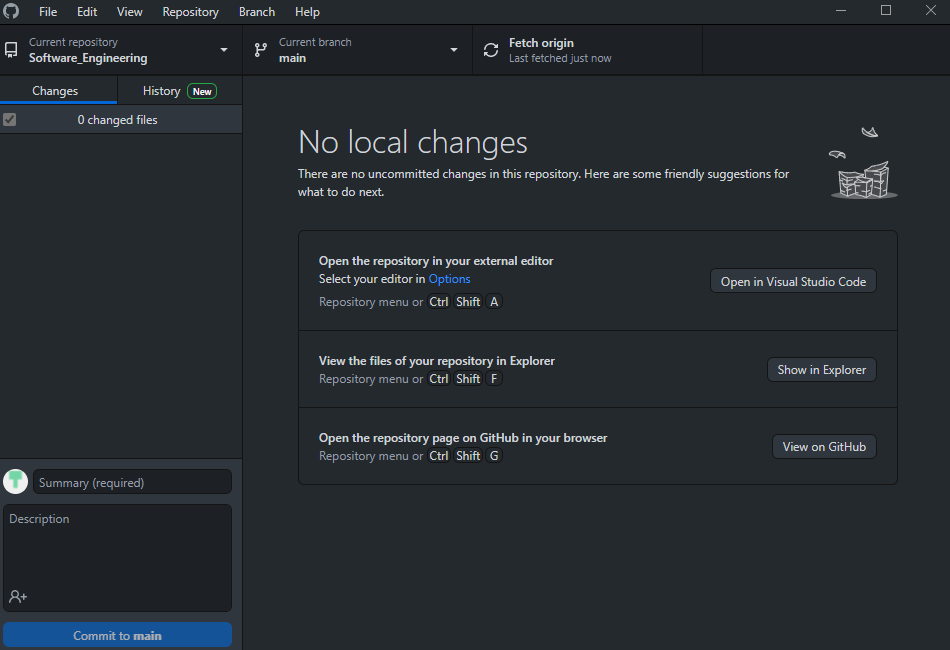 File Edit View Repository Branch Help
Current repository
Software_Engineering
Current branch
main
Fetch origin
Last fetched just now
Changes
History New
0 changed files
No local changes
There are no uncommitted changes in this repository. Here are some friendly suggestions for
what to do next.
Open the repository in your external editor
Select your editor in Options
Repository menu or Ctrl Shift A
Open in Visual Studio Code
View the files of your repository in Explorer
Repository menu or Ctrl Shift F
Show in Explorer
Open the repository page on GitHub in your browser
Repository menu or Ctrl Shift G
View on GitHub
Summary (required)
Description
Commit to main